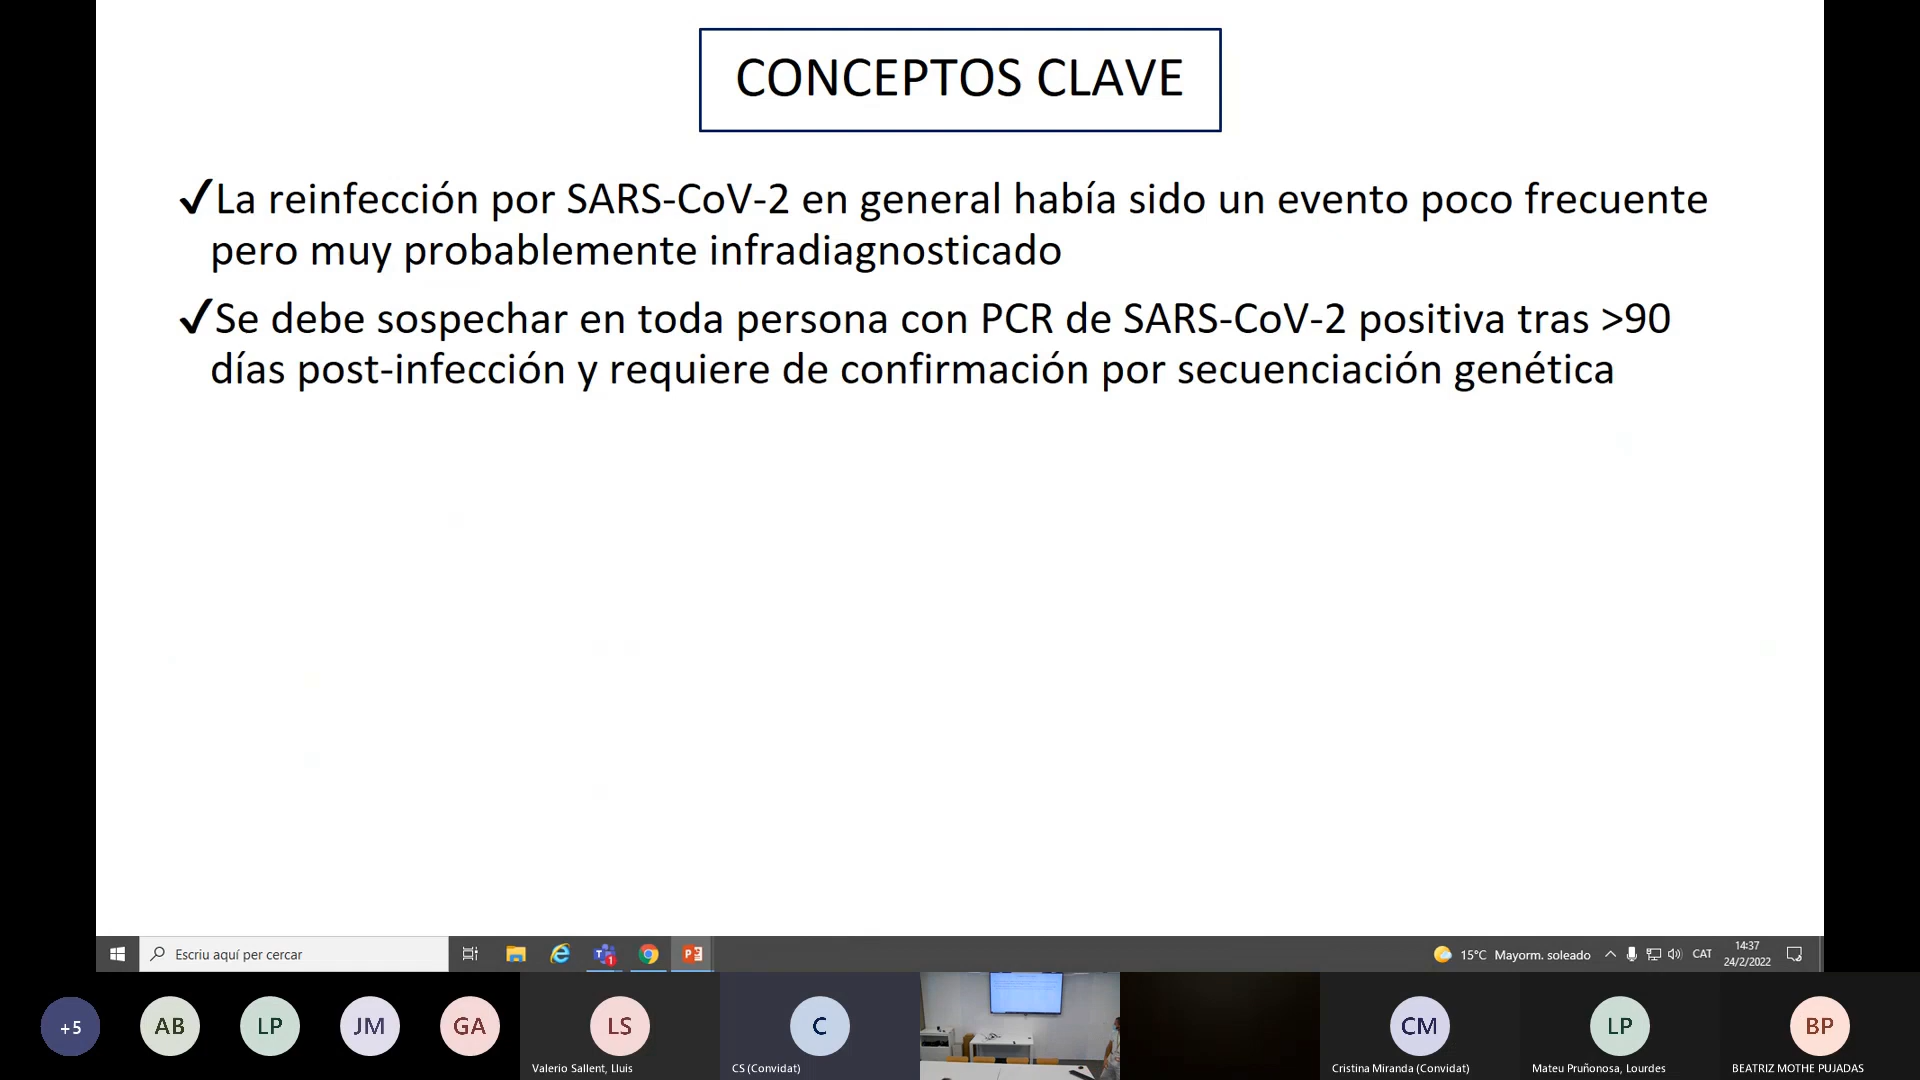 CONCEPTOS CLAVE
✓La reinfección por SARS-CoV-2 en general había sido un evento poco frecuente
pero muy probablemente infradiagnosticado
✓Se debe sospechar en toda persona con PCR de SARS-CoV-2 positiva tras >90
días post-infección y requiere de confirmación por secuenciación genética
Escriu aquí per cercar
15°C Mayorm. soleado
CAT
14:37
24/2/2022
+5
AB
LP
JM
GA
LS
Valerio Sallent, Lluis
C
CS (Convidat)
CM
Cristina Miranda (Convidat)
LP
Mateu Pruñonosa, Lourdes
BP
BEATRIZ MOTHE PUJADAS